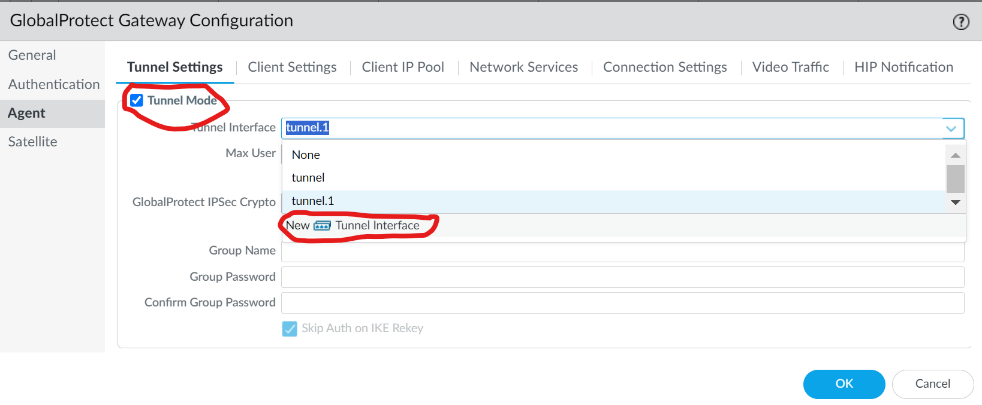 GlobalProtect Gateway Configuration
General
Authentication
Agent
Satellite
Tunnel Settings
Client Settings
Client IP Pool
Network Services
Connection Settings
Video Traffic
HIP Notification
Tunnel Mode
Tunnel Interface tunnel.1
Max User
None
tunnel
GlobalProtect IPSec Crypto
tunnel.1
New Tunnel Interface
Group Name
Group Password
Confirm Group Password
Skip Auth on IKE Rekey
OK
Cancel